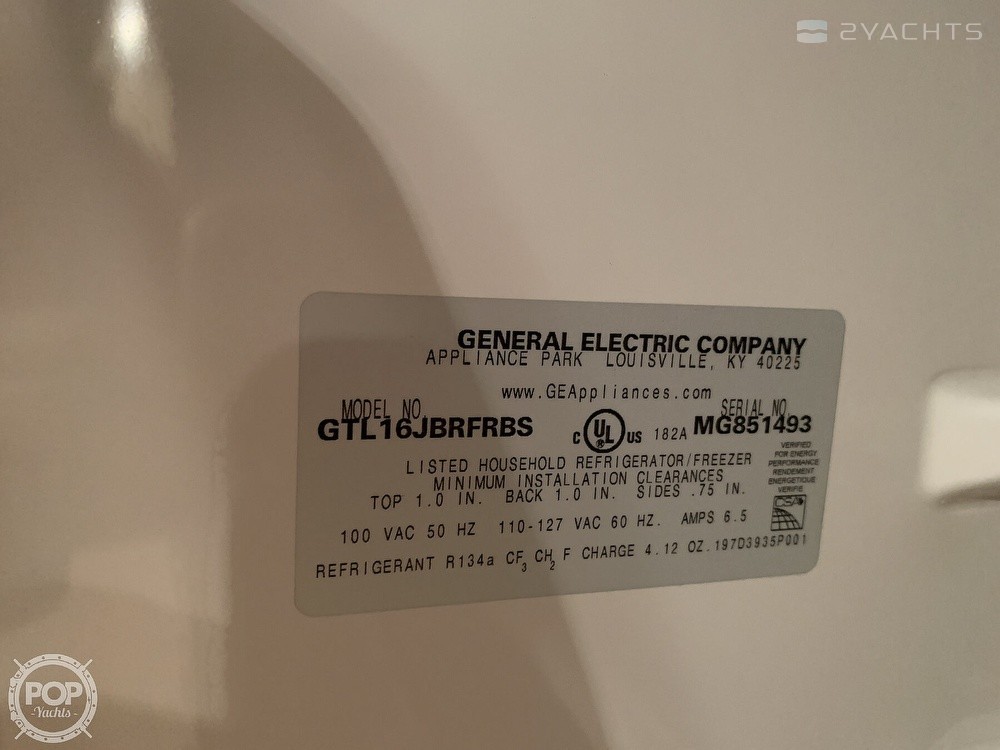 2YACHTS
GENERAL ELECTRIC COMPANY
APPLIANCE PARK LOUISVILLE, KY 40225
www.GEAppliances.com
MODEL NO. SERIAL NO.
GTL16JBRFRBS C UL ® US 182A MG851493
VERIFIED
FOR ENERGY
PERFORMANCE
RENDEMENT
ENERGETIQUE
VERIFIE
CSA
LISTED HOUSEHOLD REFRIGERATOR/FREEZER
MINIMUM INSTALLATION CLEARANCES
TOP 1.0 IN. BACK 1.0 IN. SIDES .75 IN.
100 VAC 50 HZ 110-127 VAC 60 HZ. AMPS 6.5
REFRIGERANT R134a CF3 CH2 F CHARGE 4.12 OZ. 197D3935P001
POP
-Yachts-